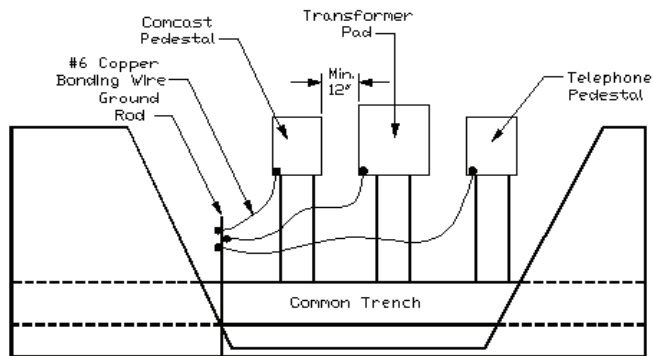 Comcast
Pedestal
Transformer
Pad
#6 Copper
Bonding Wire
Ground
Rod
Min.
12"
Telephone
Pedestal
Common Trench